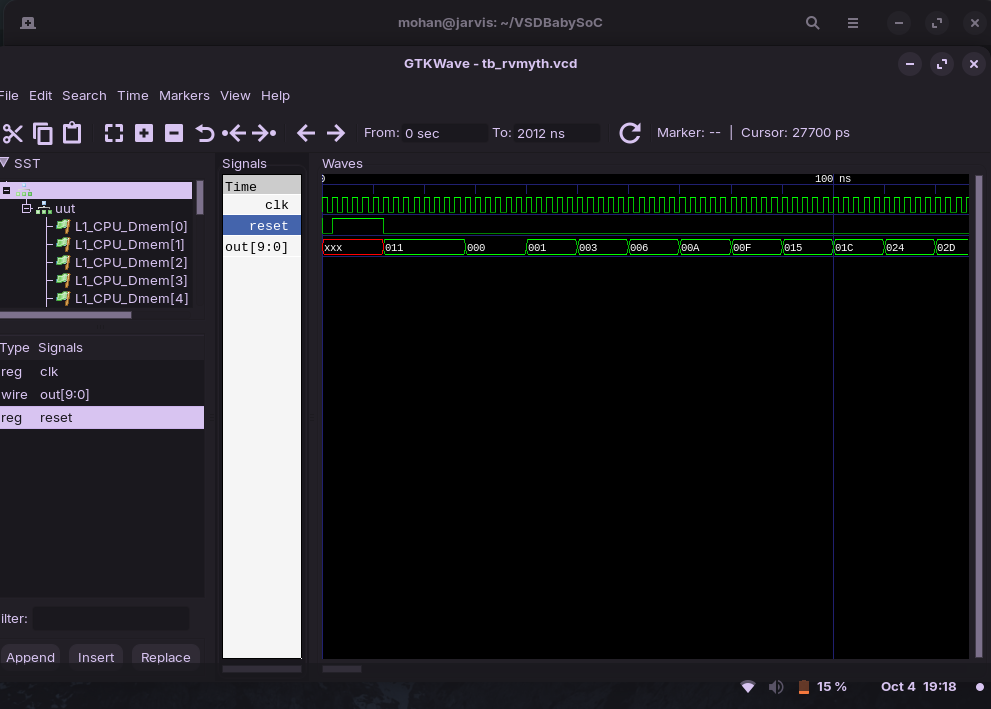 mohan@jarvis: ~/VSDBabySoC
GTKWave - tb_rvmyth.vcd
File Edit Search Time Markers View Help
From: 0 sec To: 2012 ns Marker: -- | Cursor: 27700 ps
SST
uut
L1_CPU_Dmem[0]
L1_CPU_Dmem[1]
L1_CPU_Dmem[2]
L1_CPU_Dmem[3]
L1_CPU_Dmem[4]
Type Signals
reg clk
wire out[9:0]
reg reset
ilter:
Append Insert Replace
Signals
Time
clk
reset
out[9:0]
Waves
0 100 ns
xxx 011 000 001 003 006 00A 00F 015 01C 024 02D
15 % Oct 4 19:18